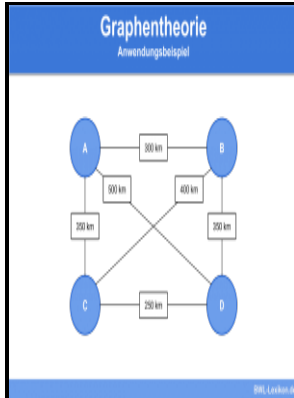 Graphentheorie
Anwendungsbeispiel
A
300 km
B
500 km
400 km
350 km
350 km
C
250 km
D
BWL-Lexikon.de